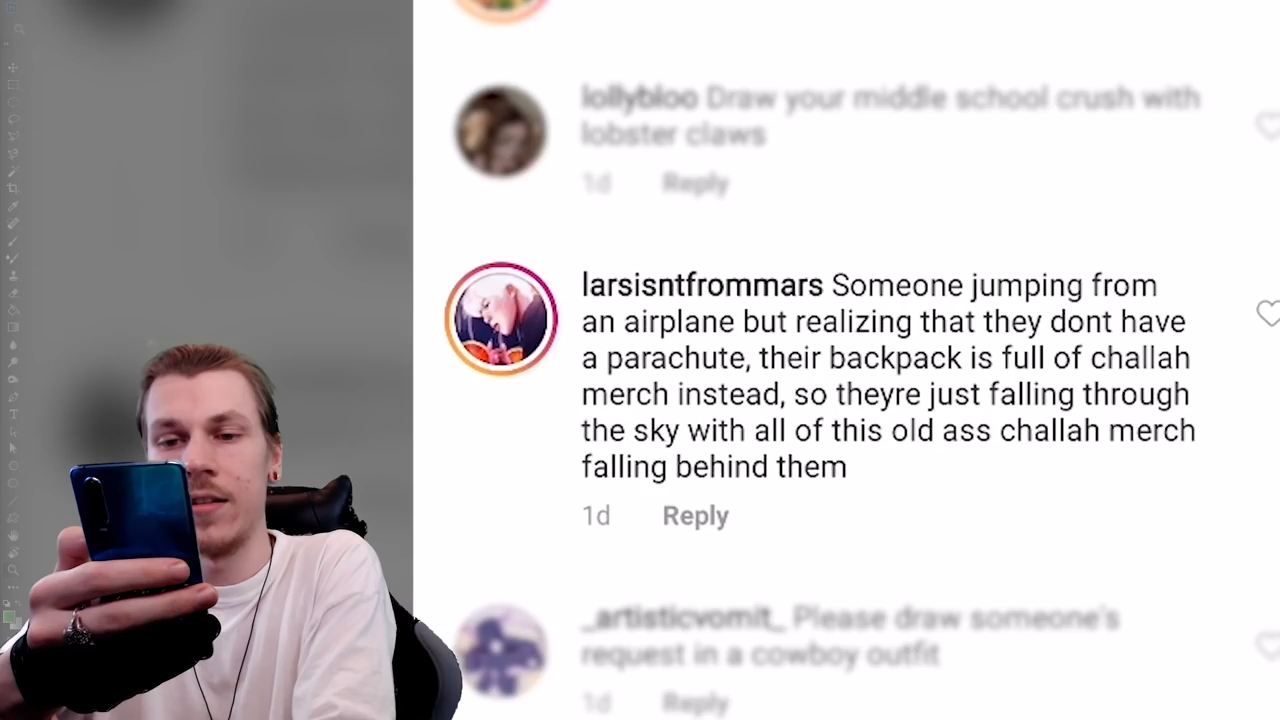 lollybloo Draw your middle school crush with
lobster claws
1d Reply
larsisntfrommars Someone jumping from
an airplane but realizing that they dont have
a parachute, their backpack is full of challah
merch instead, so theyre just falling through
the sky with all of this old ass challah merch
falling behind them
1d Reply
_artisticvomit_ Please draw someone's
request in a cowboy outfit
1d Reply